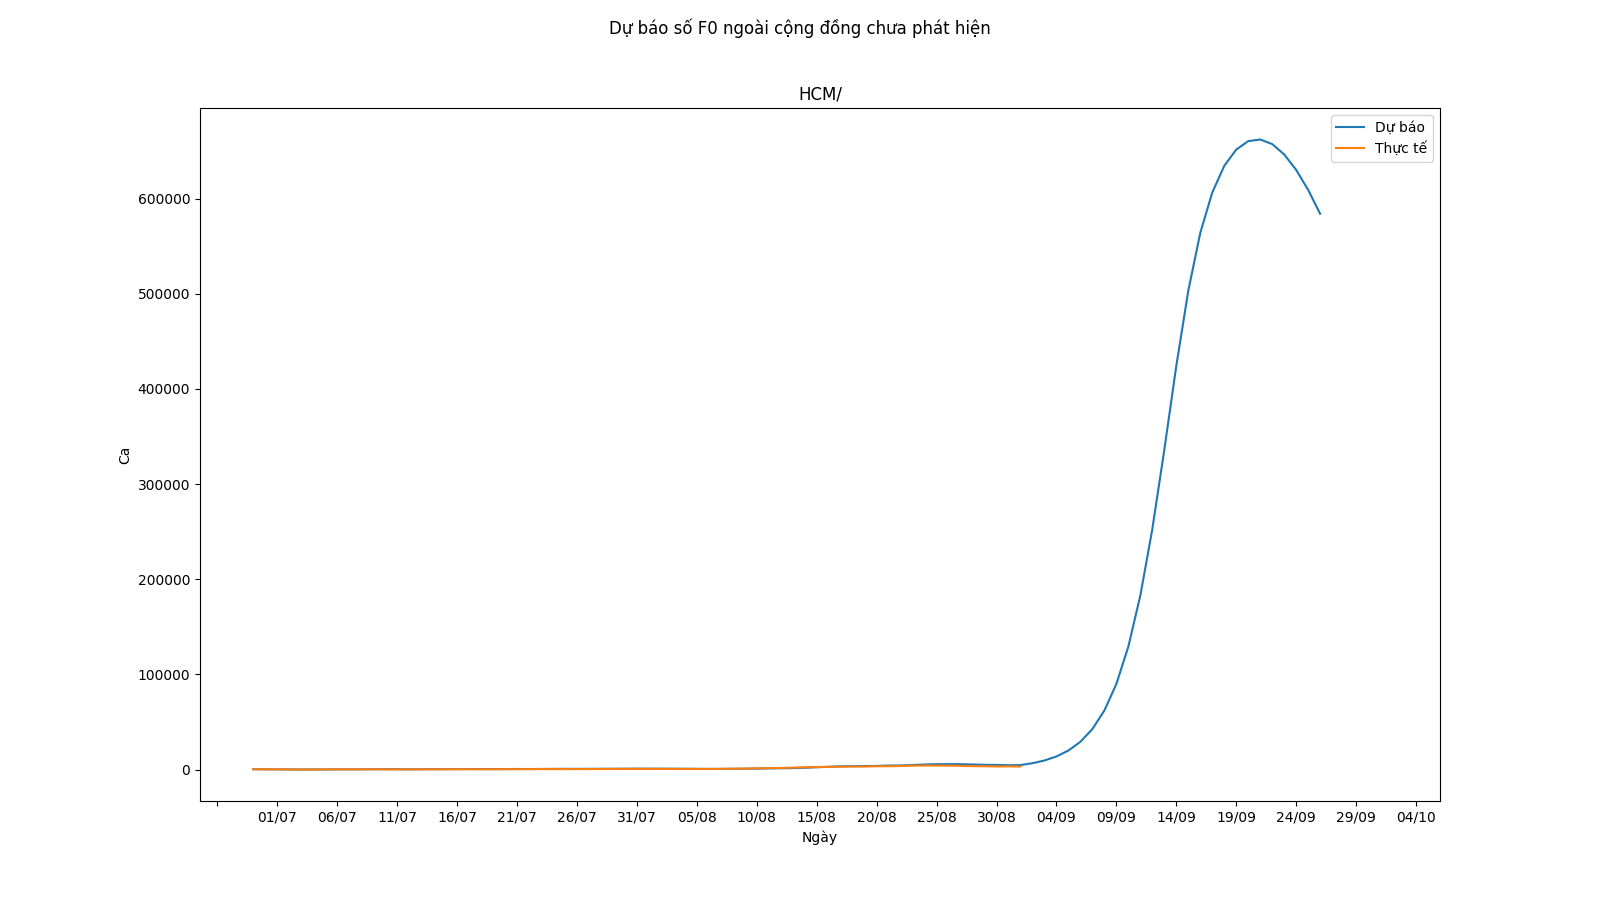 Dự báo số F0 ngoài cộng đồng chưa phát hiện
HCM/
Dự báo
Thực tế
600000
500000
400000
300000
200000
100000
0
Ca
01/07 06/07 11/07 16/07 21/07 26/07 31/07 05/08 10/08 15/08 20/08 25/08 30/08 04/09 09/09 14/09 19/09 24/09 29/09 04/10
Ngày